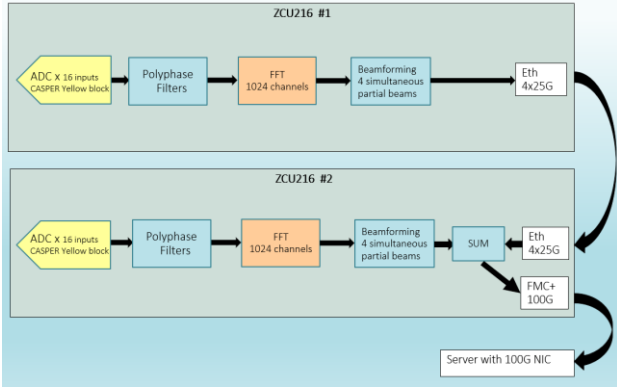 ZCU216 #1
ADC x 16 inputs
CASPER Yellow block
Polyphase
Filters
FFT
1024 channels
Beamforming
4 simultaneous
partial beams
Eth
4x25G
ZCU216 #2
ADC x 16 inputs
CASPER Yellow block
Polyphase
Filters
FFT
1024 channels
Beamforming
4 simultaneous
partial beams
SUM
Eth
4x25G
FMC+
100G
Server with 100G NIC